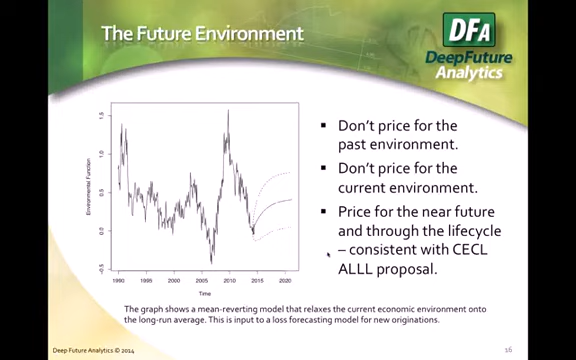 The Future Environment
DFA
DeepFuture
Analytics
▪ Don't price for the
past environment.
▪ Don't price for the
current environment.
▪ Price for the near future
and through the lifecycle
– consistent with CECL
ALLL proposal.
Environmental Function
1.5
1.0
0.5
0.0
-0.5
1990
1995
2000
2005
2010
2015
2020
Time
The graph shows a mean-reverting model that relaxes the current economic environment onto
the long-run average. This is input to a loss forecasting model for new originations.
Deep Future Analytics © 2014
16